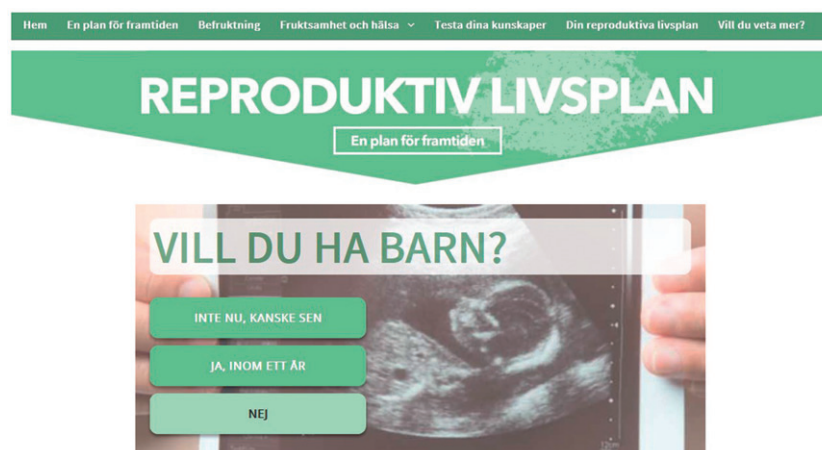 Hem En plan för framtiden Befruktning Fruktsamhet och hälsa Testa dina kunskaper Din reproduktiva livsplan Vill du veta mer?
REPRODUKTIV LIVSPLAN
En plan för framtiden
VILL DU HA BARN?
INTE NU, KANSKE SEN
JA, INOM ETT ÅR
NEJ